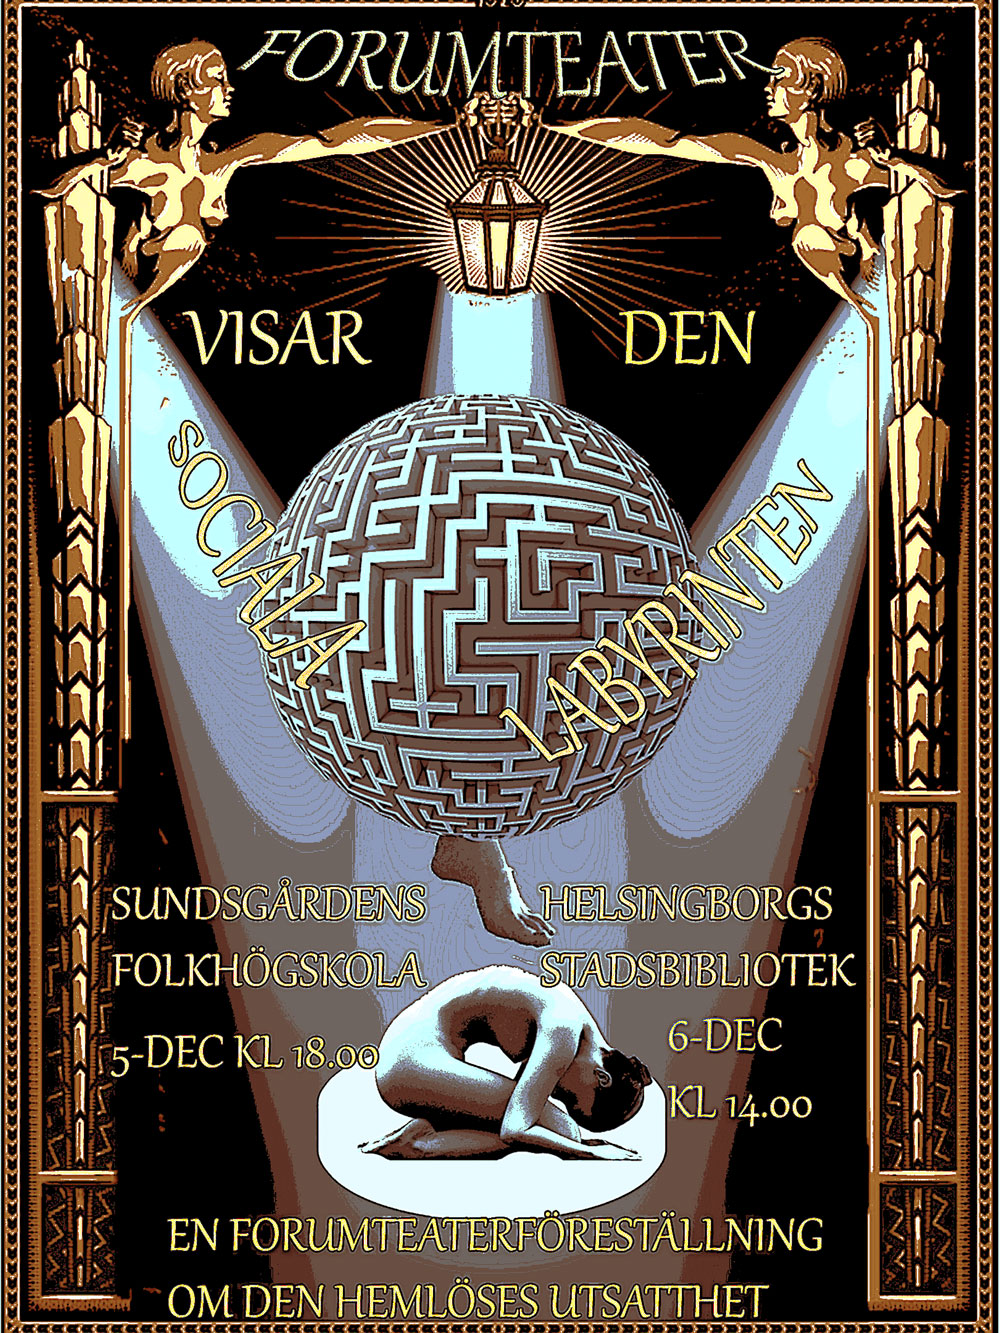 FORUMTEATER
VISAR DEN
SOCIALA
LABYRINTEN
SUNDSGÅRDENS
FOLKHÖGSKOLA
5-DEC KL 18.00
HELSINGBORGS
STADSBIBLIOTEK
6-DEC
KL 14.00
EN FORUMTEATERFÖRESTÄLLNING
OM DEN HEMLÖSES UTSATTHET